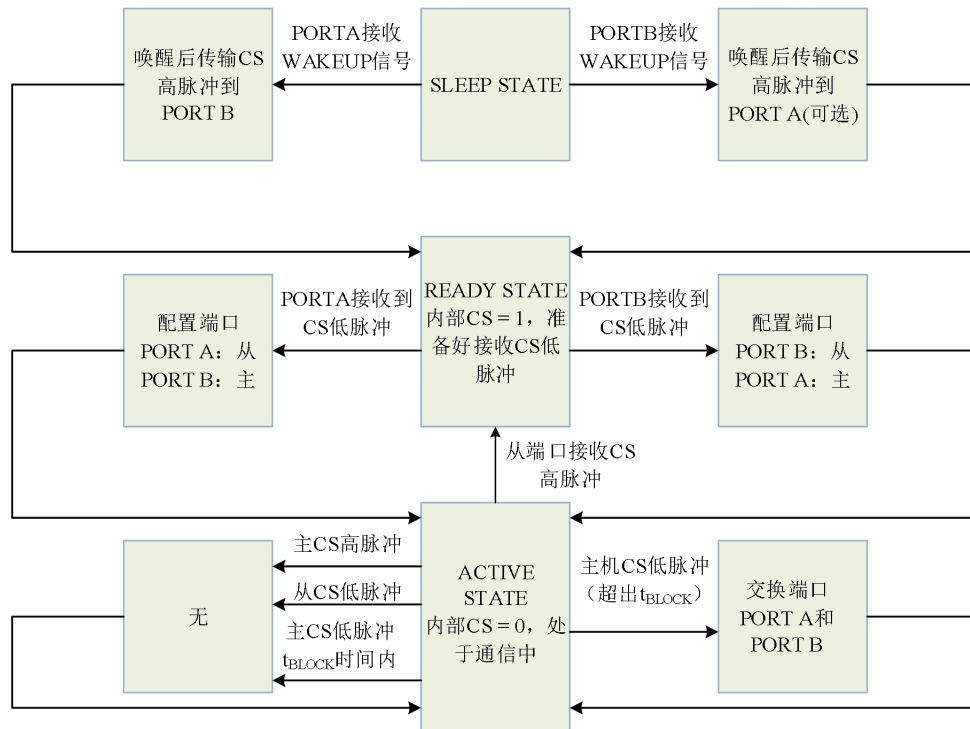 唤醒后传输CS
高脉冲到
PORT B
PORTA接收
WAKEUP信号
SLEEP STATE
PORTB接收
WAKEUP信号
唤醒后传输CS
高脉冲到
PORT A(可选)
配置端口
PORT A：从
PORT B：主
PORTA接收到
CS低脉冲
READY STATE
内部CS = 1，准
备好接收CS低
脉冲
PORTB接收到
CS低脉冲
配置端口
PORT B：从
PORT A：主
从端口接收CS
高脉冲
无
主CS高脉冲
从CS低脉冲
主CS低脉冲
tBLOCK时间内
ACTIVE
STATE
内部CS = 0，处
于通信中
主机CS低脉冲
（超出tBLOCK）
交换端口
PORT A和
PORT B